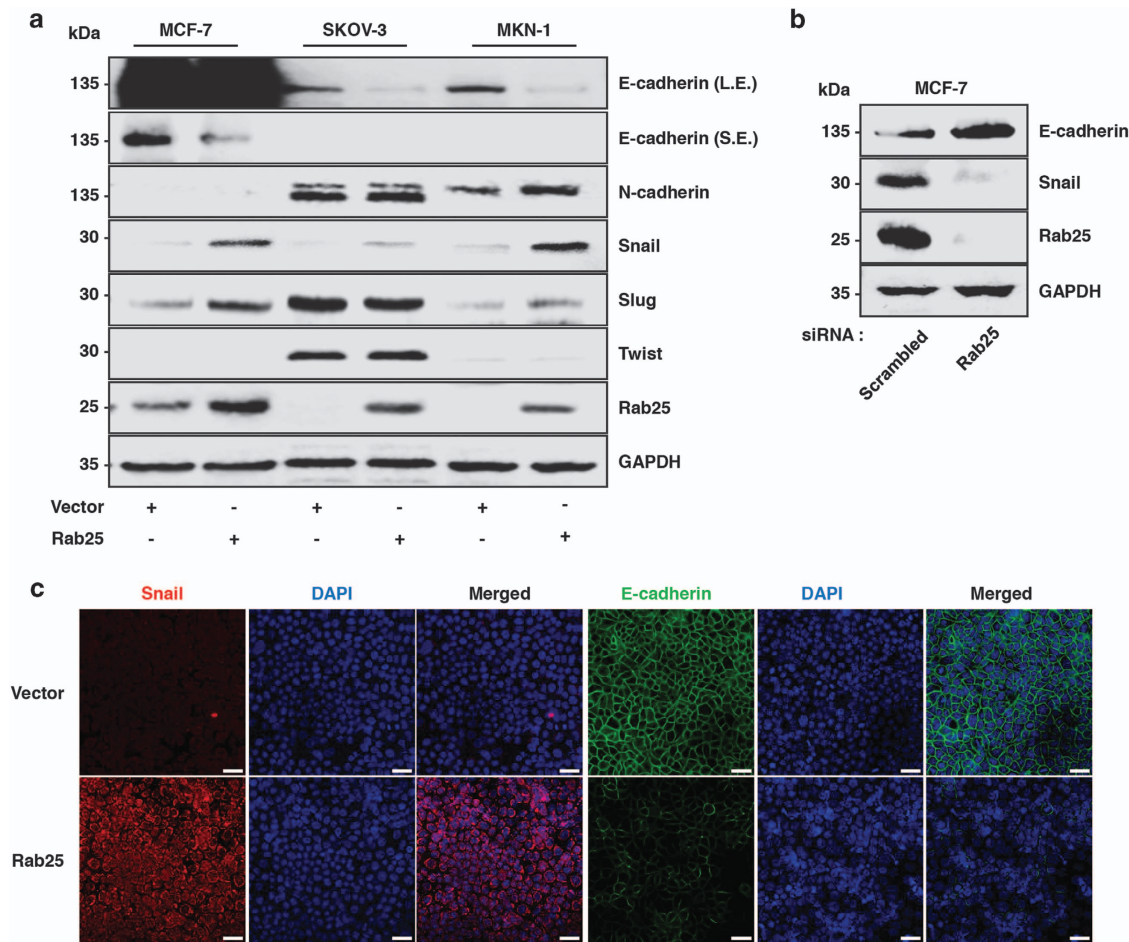 a
kDa
MCF-7 SKOV-3 MKN-1
135 E-cadherin (L.E.)
135 E-cadherin (S.E.)
135 N-cadherin
30 Snail
30 Slug
30 Twist
25 Rab25
35 GAPDH
Vector + - + - + -
Rab25 - + - + - +
b
kDa MCF-7
135 E-cadherin
30 Snail
25 Rab25
35 GAPDH
siRNA : Scrambled Rab25
c
Snail DAPI Merged E-cadherin DAPI Merged
Vector
Rab25